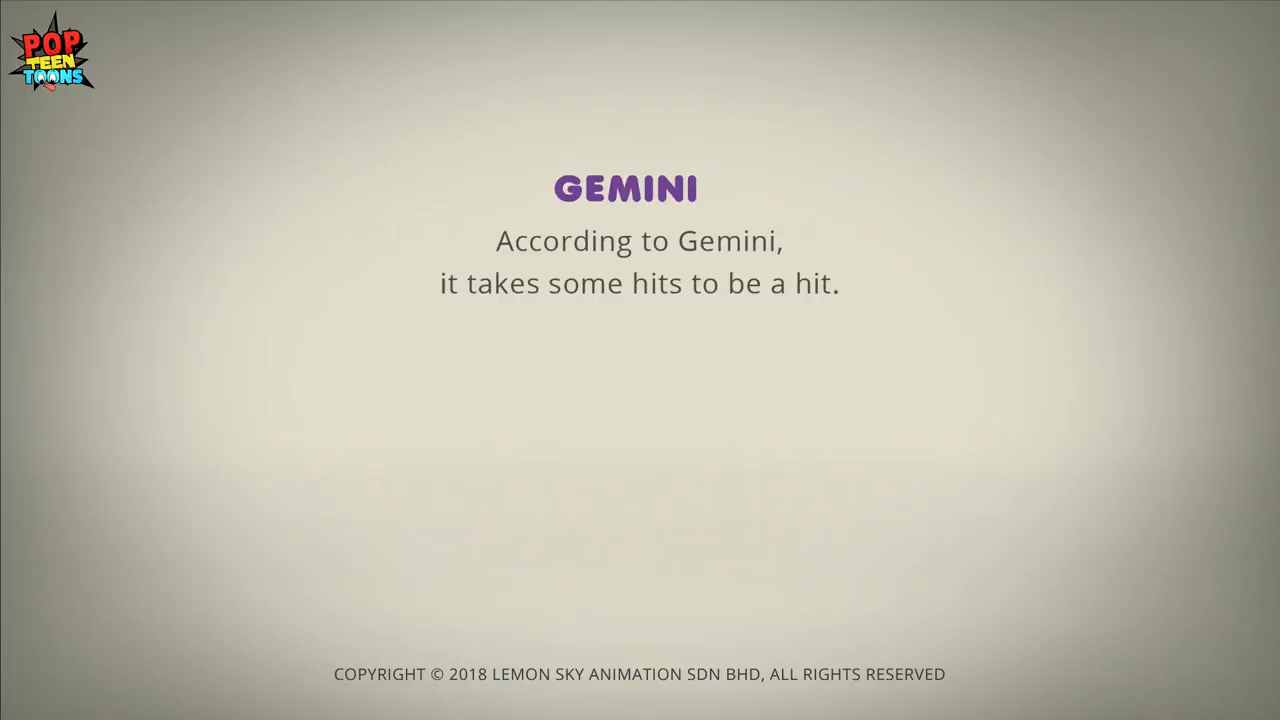 POP
TEEN
TOONS
GEMINI
According to Gemini,
it takes some hits to be a hit.
COPYRIGHT © 2018 LEMON SKY ANIMATION SDN BHD, ALL RIGHTS RESERVED